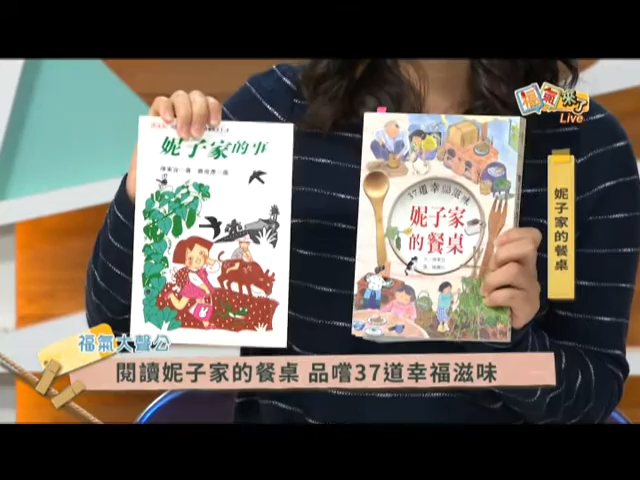 福氣來了
Live
妮子家的事
37道幸福滋味
妮子家
的餐桌
妮子家的餐桌
福氣大聲公
閱讀妮子家的餐桌 品嚐37道幸福滋味